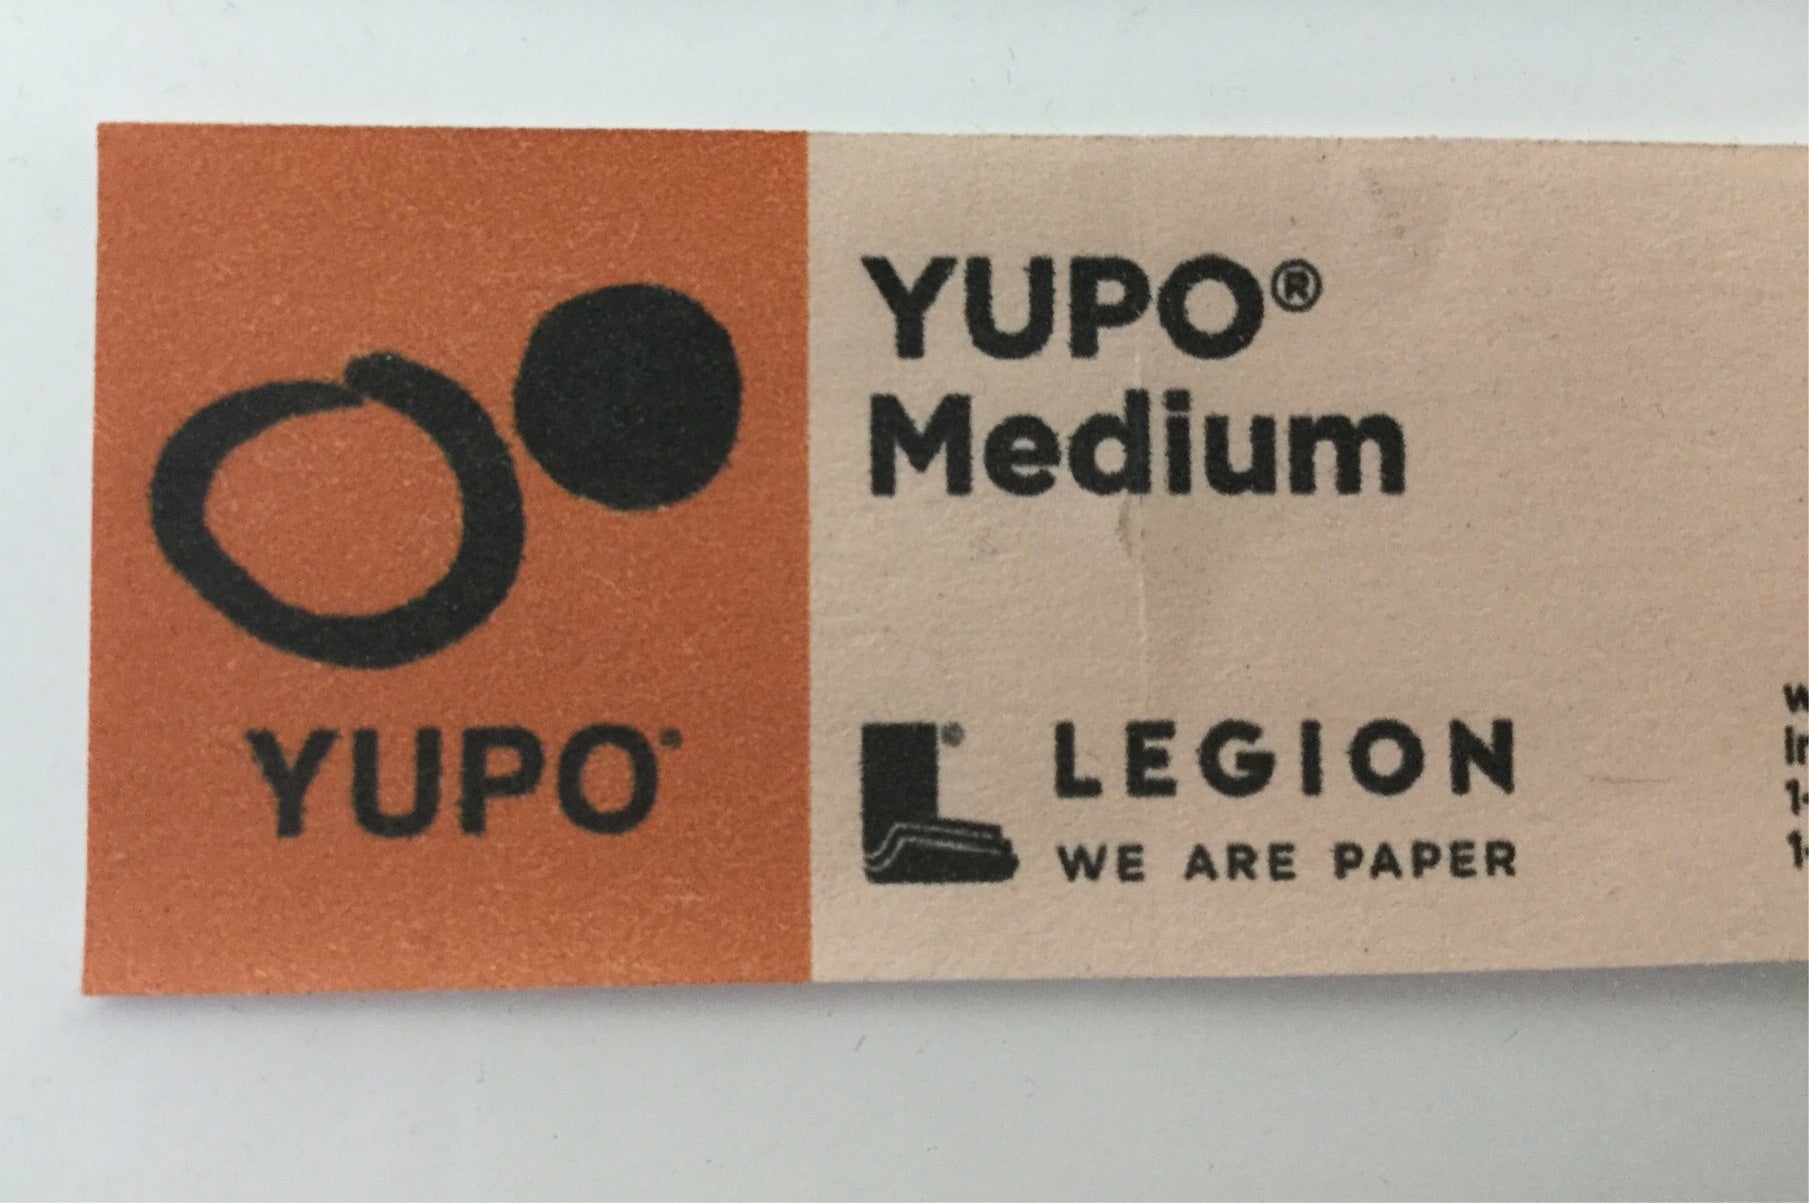 YUPO®
Medium
YUPO
LEGION
WE ARE PAPER